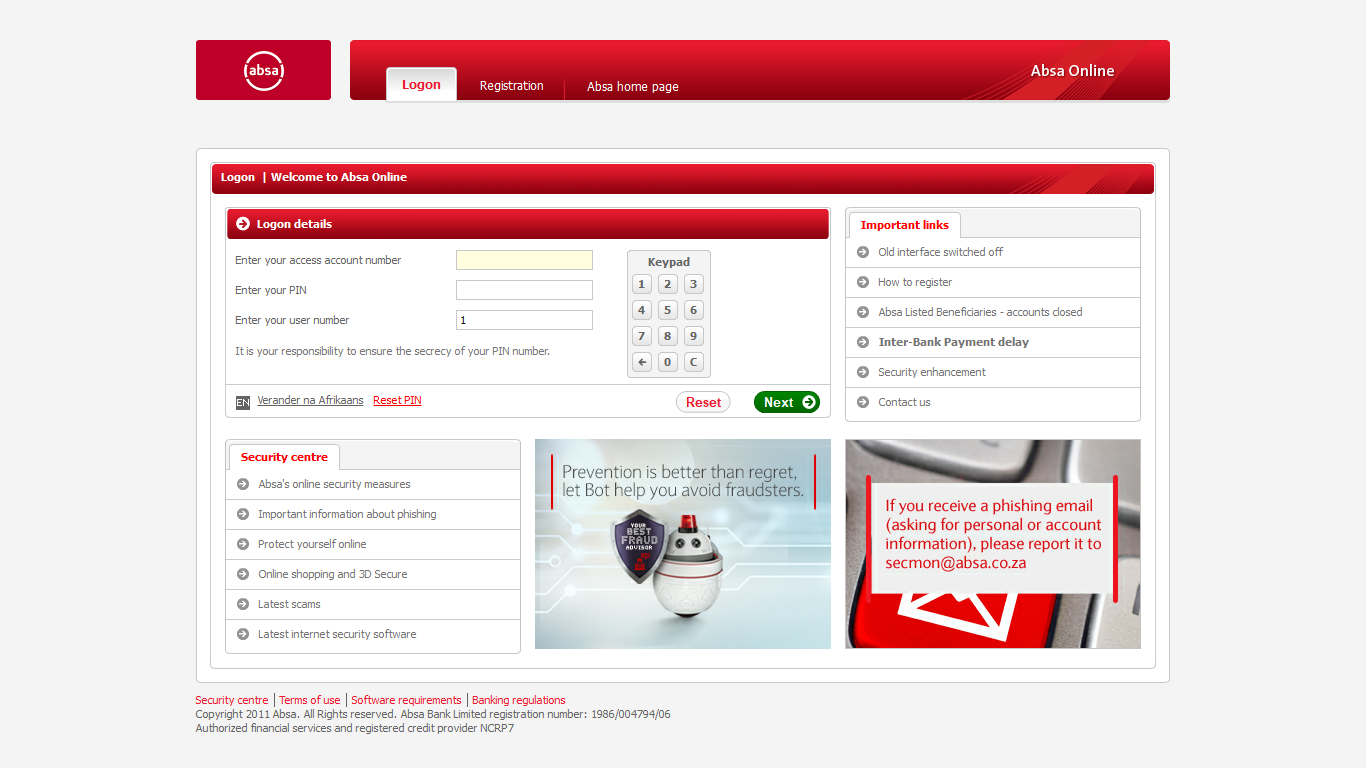 absa
Logon
Registration
Absa home page
Absa Online
Logon | Welcome to Absa Online
Logon details
Enter your access account number
Enter your PIN
Enter your user number
1
It is your responsibility to ensure the secrecy of your PIN number.
Keypad
1 2 3
4 5 6
7 8 9
← 0 C
EN Verander na Afrikaans Reset PIN
Reset
Next
Important links
Old interface switched off
How to register
Absa Listed Beneficiaries - accounts closed
Inter-Bank Payment delay
Security enhancement
Contact us
Security centre
Absa's online security measures
Important information about phishing
Protect yourself online
Online shopping and 3D Secure
Latest scams
Latest internet security software
Prevention is better than regret,
let Bot help you avoid fraudsters.
YOUR
BEST
FRAUD
ADVISOR
If you receive a phishing email
(asking for personal or account
information), please report it to
secmon@absa.co.za
Security centre | Terms of use | Software requirements | Banking regulations
Copyright 2011 Absa. All Rights reserved. Absa Bank Limited registration number: 1986/004794/06
Authorized financial services and registered credit provider NCRP7